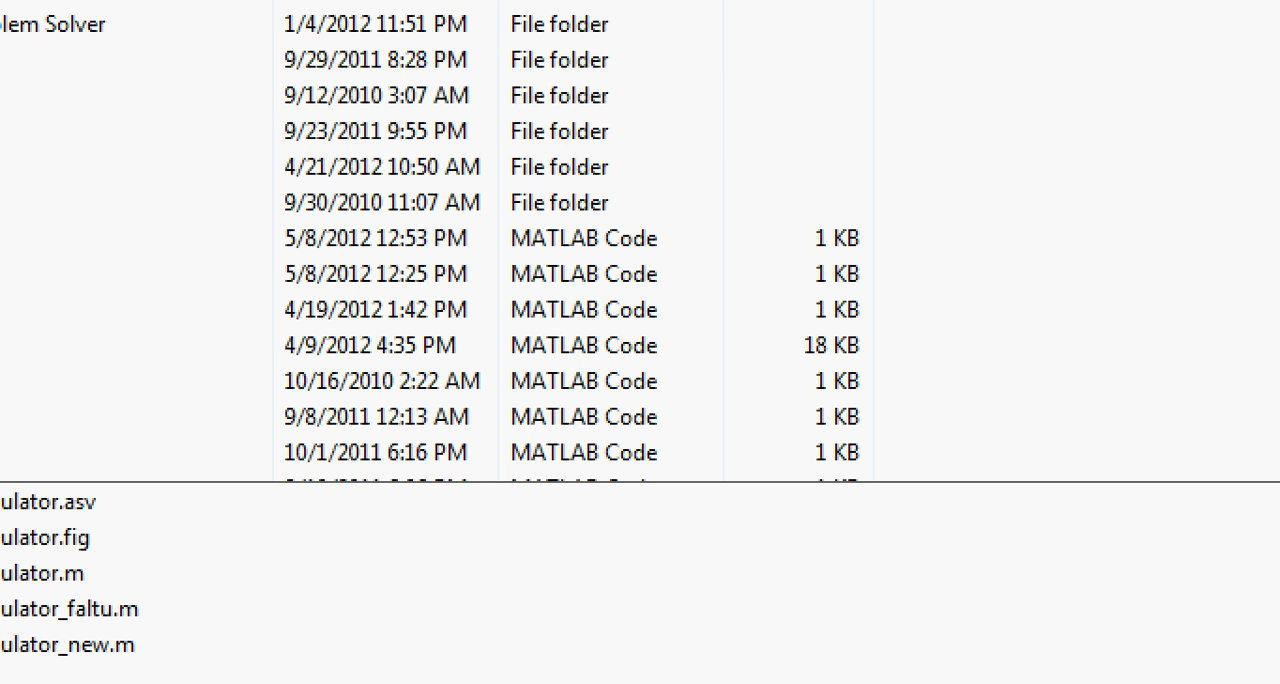 lem Solver 1/4/2012 11:51 PM File folder
9/29/2011 8:28 PM File folder
9/12/2010 3:07 AM File folder
9/23/2011 9:55 PM File folder
4/21/2012 10:50 AM File folder
9/30/2010 11:07 AM File folder
5/8/2012 12:53 PM MATLAB Code 1 KB
5/8/2012 12:25 PM MATLAB Code 1 KB
4/19/2012 1:42 PM MATLAB Code 1 KB
4/9/2012 4:35 PM MATLAB Code 18 KB
10/16/2010 2:22 AM MATLAB Code 1 KB
9/8/2011 12:13 AM MATLAB Code 1 KB
10/1/2011 6:16 PM MATLAB Code 1 KB
ulator.asv
ulator.fig
ulator.m
ulator_faltu.m
ulator_new.m